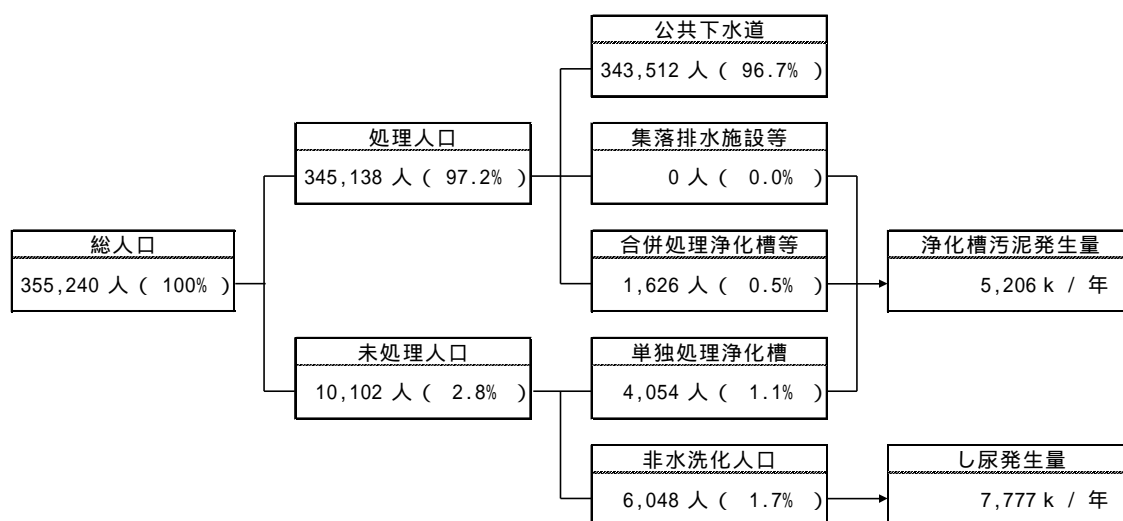 公共下水道
343,512 人 ( 96.7% )
処理人口
345,138 人 ( 97.2% )
集落排水施設等
0 人 ( 0.0% )
総人口
355,240 人 ( 100% )
合併処理浄化槽等
1,626 人 ( 0.5% )
浄化槽汚泥発生量
5,206 k / 年
未処理人口
10,102 人 ( 2.8% )
単独処理浄化槽
4,054 人 ( 1.1% )
非水洗化人口
6,048 人 ( 1.7% )
し尿発生量
7,777 k / 年